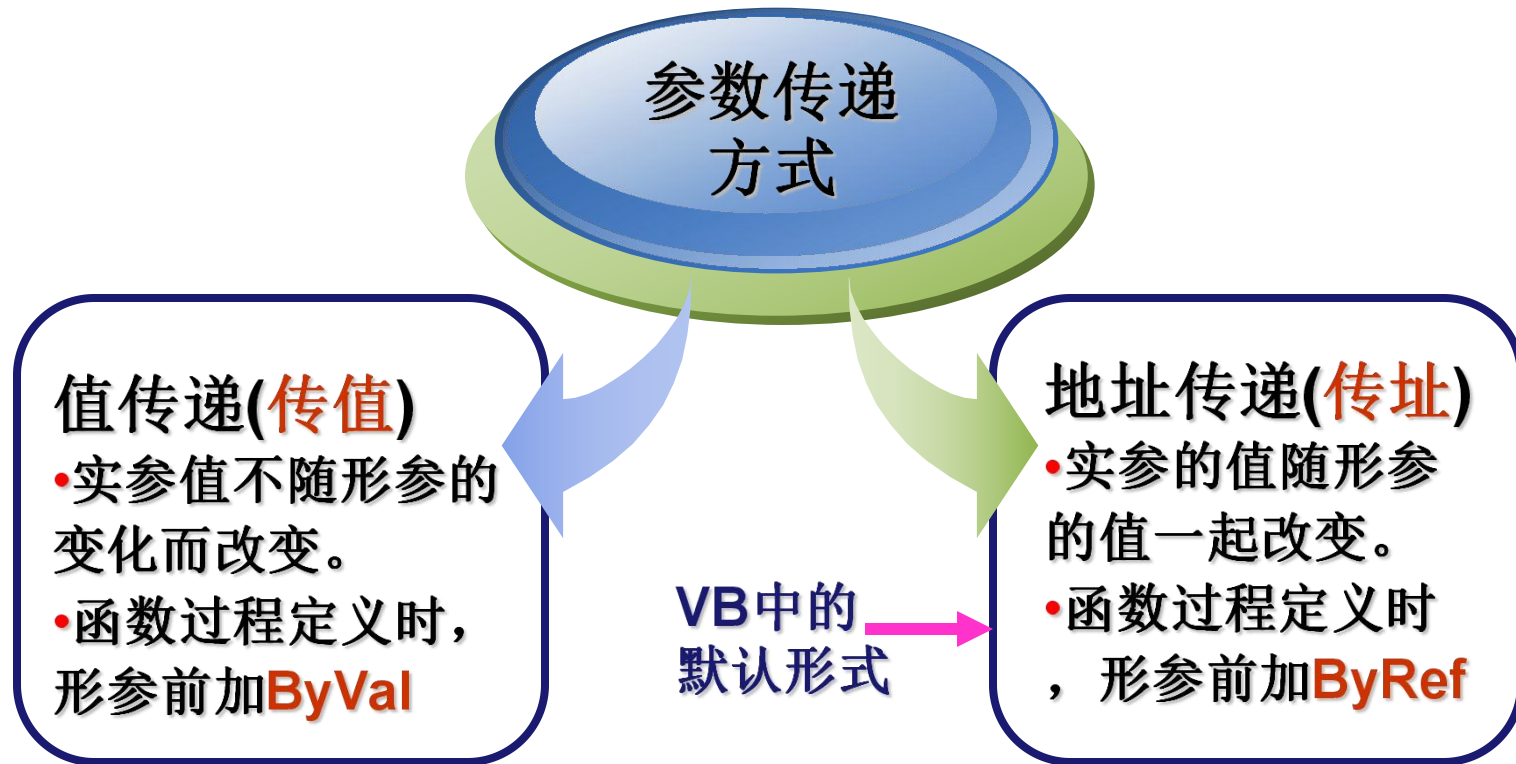 参数传递
方式
值传递(传值)
•实参值不随形参的
变化而改变。
•函数过程定义时，
形参前加ByVal
VB中的
默认形式
地址传递(传址)
•实参的值随形参
的值一起改变。
•函数过程定义时
，形参前加ByRef